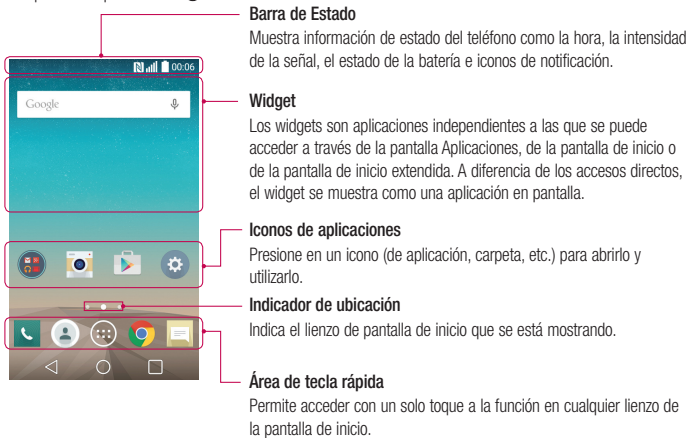 Barra de Estado
Muestra información de estado del teléfono como la hora, la intensidad
de la señal, el estado de la batería e iconos de notificación.
00:06
Google
Widget
Los widgets son aplicaciones independientes a las que se puede
acceder a través de la pantalla Aplicaciones, de la pantalla de inicio o
de la pantalla de inicio extendida. A diferencia de los accesos directos,
el widget se muestra como una aplicación en pantalla.
Iconos de aplicaciones
Presione en un icono (de aplicación, carpeta, etc.) para abrirlo y
utilizarlo.
Indicador de ubicación
Indica el lienzo de pantalla de inicio que se está mostrando.
Área de tecla rápida
Permite acceder con un solo toque a la función en cualquier lienzo de
la pantalla de inicio.